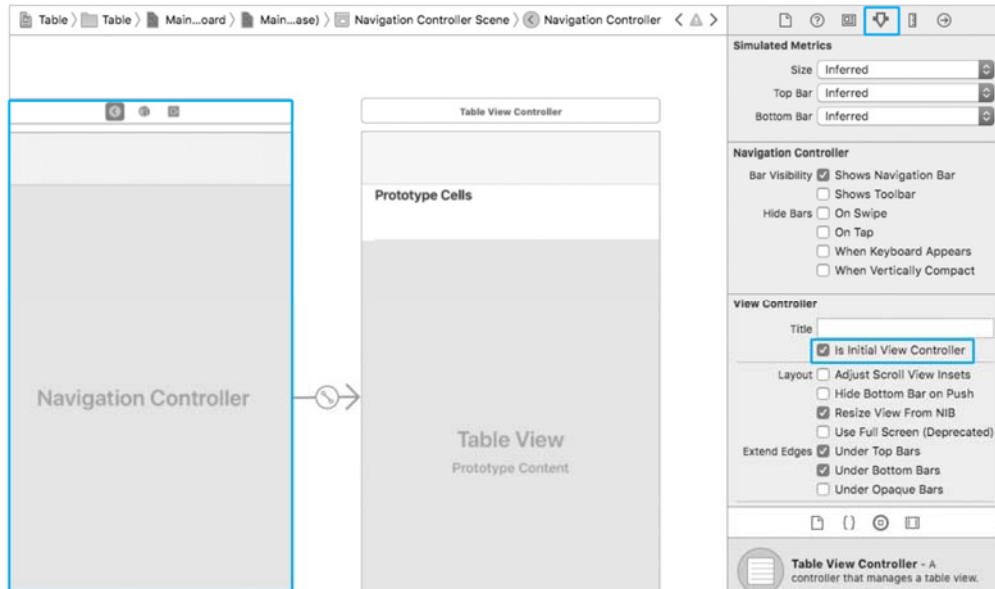 Table 〉 Table 〉 Main...oard 〉 Main...ase) 〉 Navigation Controller Scene 〉 Navigation Controller
Simulated Metrics
Size Inferred
Top Bar Inferred
Bottom Bar Inferred
Navigation Controller
Bar Visibility Shows Navigation Bar
Shows Toolbar
Hide Bars On Swipe
On Tap
When Keyboard Appears
When Vertically Compact
View Controller
Title
Is Initial View Controller
Layout Adjust Scroll View Insets
Hide Bottom Bar on Push
Resize View From NIB
Use Full Screen (Deprecated)
Extend Edges Under Top Bars
Under Bottom Bars
Under Opaque Bars
Table View Controller - A
controller that manages a table view.
Table View Controller
Prototype Cells
Navigation Controller
Table View
Prototype Content